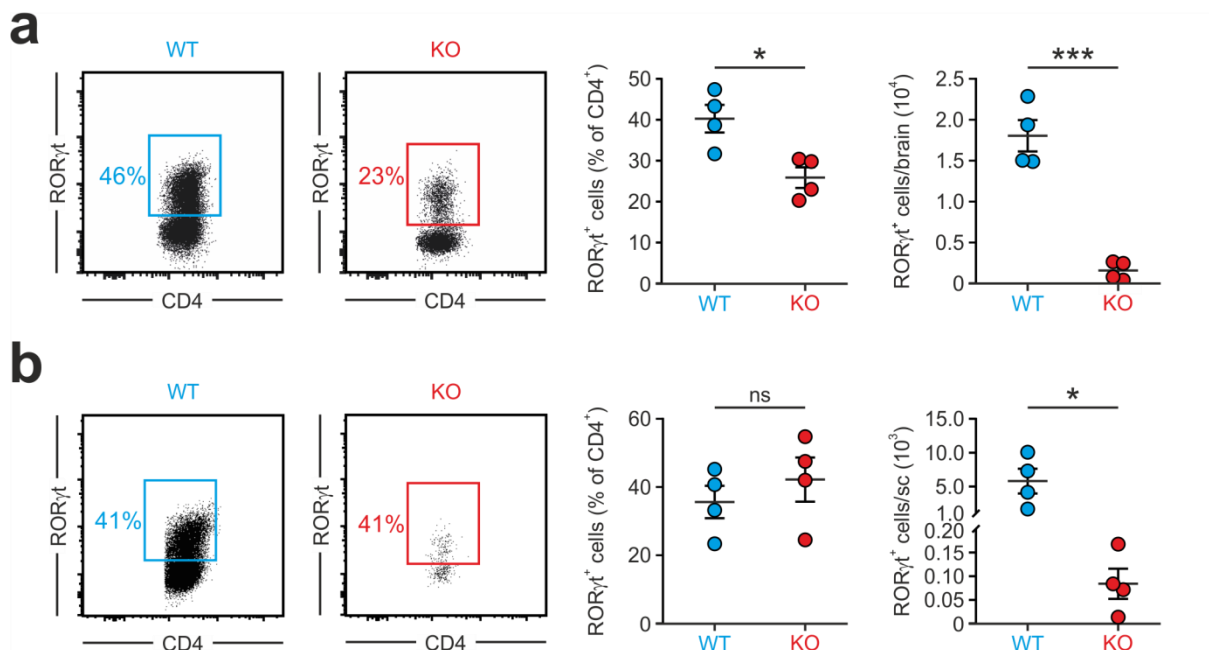 a
WT
KO
RORγt
46%
CD4
RORγt
23%
CD4
RORγt⁺ cells (% of CD4⁺)
50
40
30
20
10
0
*
WT
KO
RORγt⁺ cells/brain (10⁴)
2.5
2.0
1.5
1.0
0.5
0
***
WT
KO
b
WT
KO
RORγt
41%
CD4
RORγt
41%
CD4
RORγt⁺ cells (% of CD4⁺)
60
40
20
0
ns
WT
KO
RORγt⁺ cells/sc (10³)
15.0
10.0
5.0
1.0
0.20
0.15
0.10
0.05
0
*
WT
KO